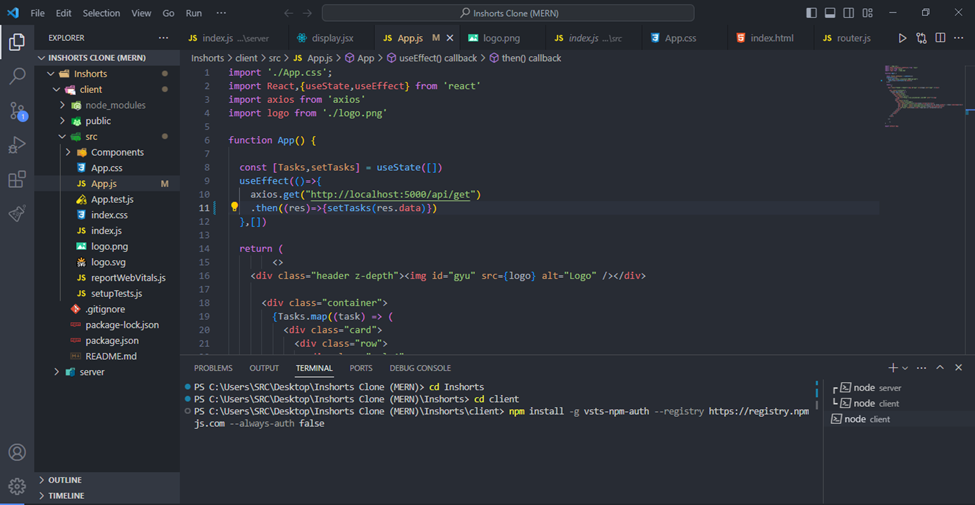 File Edit Selection View Go Run ··· Inshorts Clone (MERN)
EXPLORER ···
index.js ...\server display.jsx App.js M logo.png index.js ...\src App.css index.html router.js ···
INSHORTS CLONE (MERN)
Inshorts
client
node_modules
public
src
Components
App.css
App.js M
App.test.js
index.css
index.js
logo.png
logo.svg
reportWebVitals.js
setupTests.js
.gitignore
package-lock.json
package.json
README.md
server
OUTLINE
TIMELINE
1
Inshorts > client > src > App.js > App > useEffect() callback > then() callback
1 import './App.css';
2 import React,{useState,useEffect} from 'react'
3 import axios from 'axios'
4 import logo from './logo.png'
5
6 function App() {
7
8 const [Tasks,setTasks] = useState([])
9 useEffect(()=>{
10 axios.get("http://localhost:5000/api/get")
11 .then((res)=>{setTasks(res.data)})
12 },[])
13
14 return (
15 <>
16 <div class="header z-depth"><img id="gyu" src={logo} alt="Logo" /></div>
17
18 <div class="container">
19 {Tasks.map((task) => (
20 <div class="card">
21 <div class="row">
PROBLEMS OUTPUT TERMINAL PORTS DEBUG CONSOLE
PS C:\Users\SRC\Desktop\Inshorts Clone (MERN)> cd Inshorts
PS C:\Users\SRC\Desktop\Inshorts Clone (MERN)\Inshorts> cd client
PS C:\Users\SRC\Desktop\Inshorts Clone (MERN)\Inshorts\client> npm install -g vsts-npm-auth --registry https://registry.npm
js.com --always-auth false
node server
node client
node client